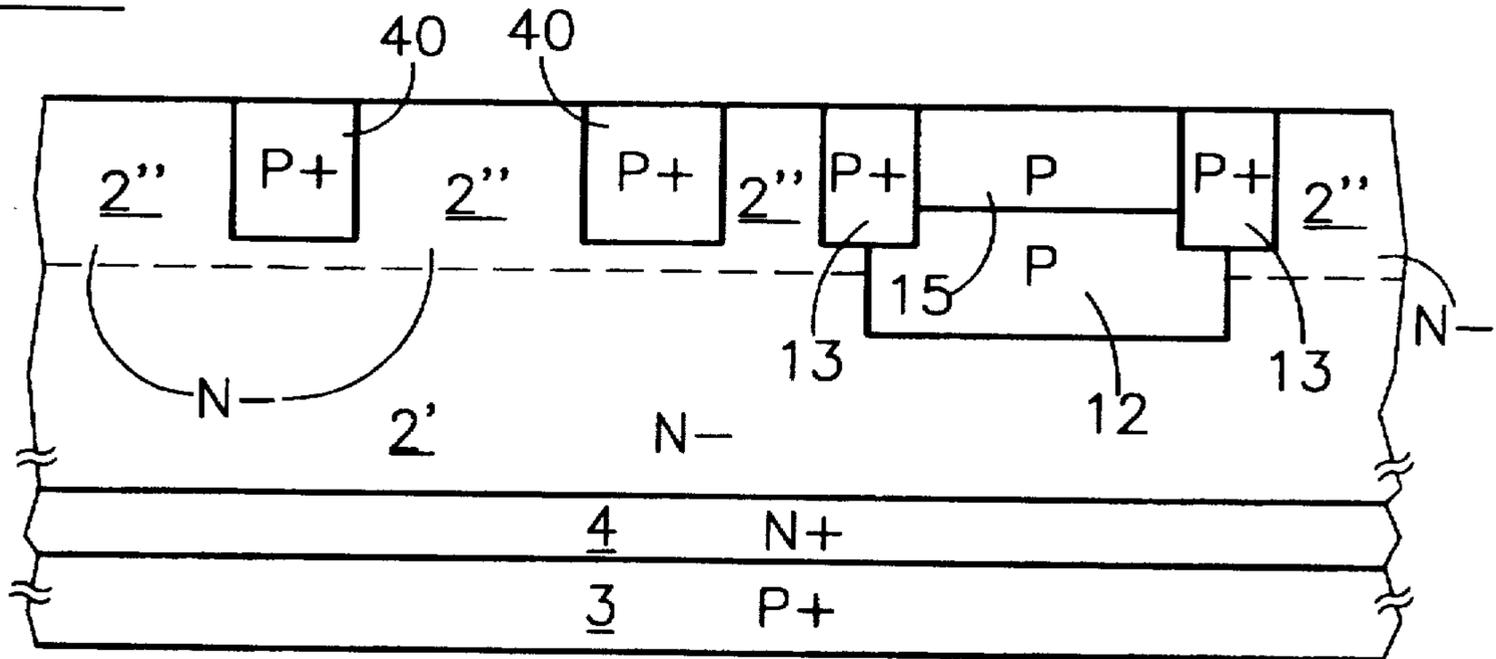 40 40
2'' P+ 2'' P+ 2'' P+ P P+ 2''
P
15
N-
13 13
N- 12
2' N-
4 N+
3 P+